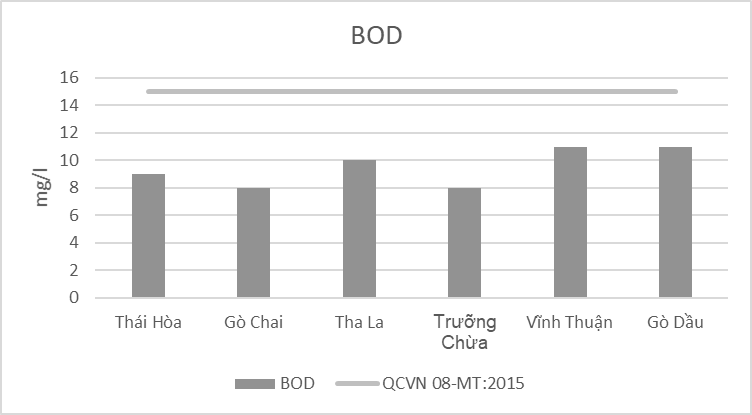 BOD
mg/l
16
14
12
10
8
6
4
2
0
Thái Hòa Gò Chai Tha La Trưỡng Vĩnh Thuận Gò Dầu
Chừa
BOD QCVN 08-MT:2015